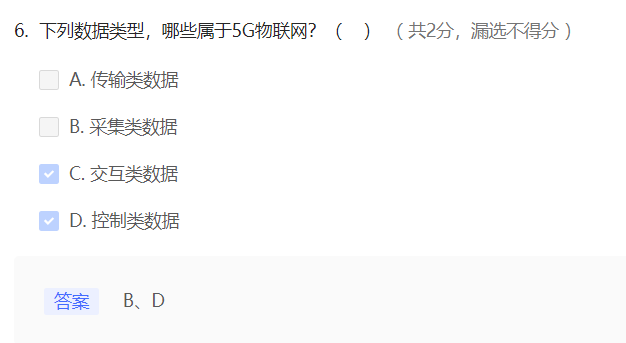 6. 下列数据类型，哪些属于5G物联网？（ ）（ 共2分，漏选不得分 ）
A. 传输类数据
B. 采集类数据
C. 交互类数据
D. 控制类数据
答案 B、D